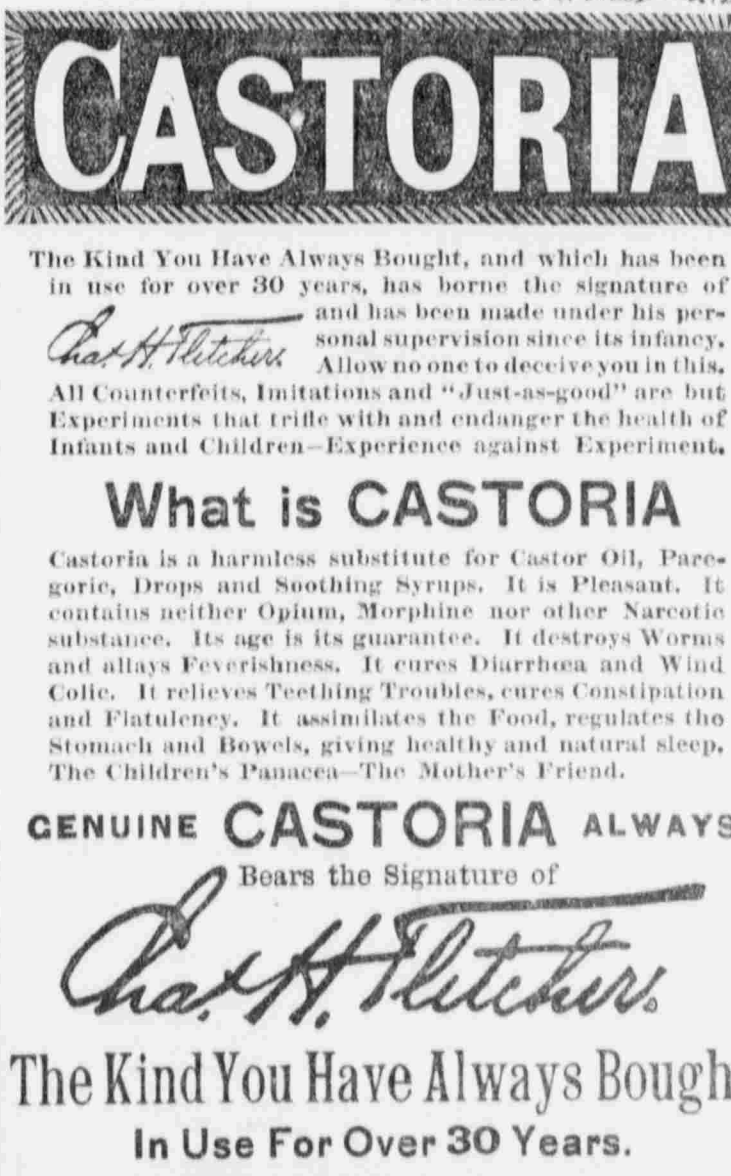 CASTORIA
The Kind You Have Always Bought, and which has been
in use for over 30 years, has borne the signature of
and has been made under his per-
Chas. H. Fletcher. sonal supervision since its infancy.
Allow no one to deceive you in this.
All Counterfeits, Imitations and "Just-as-good" are but
Experiments that trifle with and endanger the health of
Infants and Children—Experience against Experiment.
What is CASTORIA
Castoria is a harmless substitute for Castor Oil, Pare-
goric, Drops and Soothing Syrups. It is Pleasant. It
contains neither Opium, Morphine nor other Narcotic
substance. Its age is its guarantee. It destroys Worms
and allays Feverishness. It cures Diarrhœa and Wind
Colic. It relieves Teething Troubles, cures Constipation
and Flatulency. It assimilates the Food, regulates the
Stomach and Bowels, giving healthy and natural sleep.
The Children's Panacea—The Mother's Friend.
GENUINE CASTORIA ALWAYS
Bears the Signature of
Chas. H. Fletcher.
The Kind You Have Always Bough
In Use For Over 30 Years.